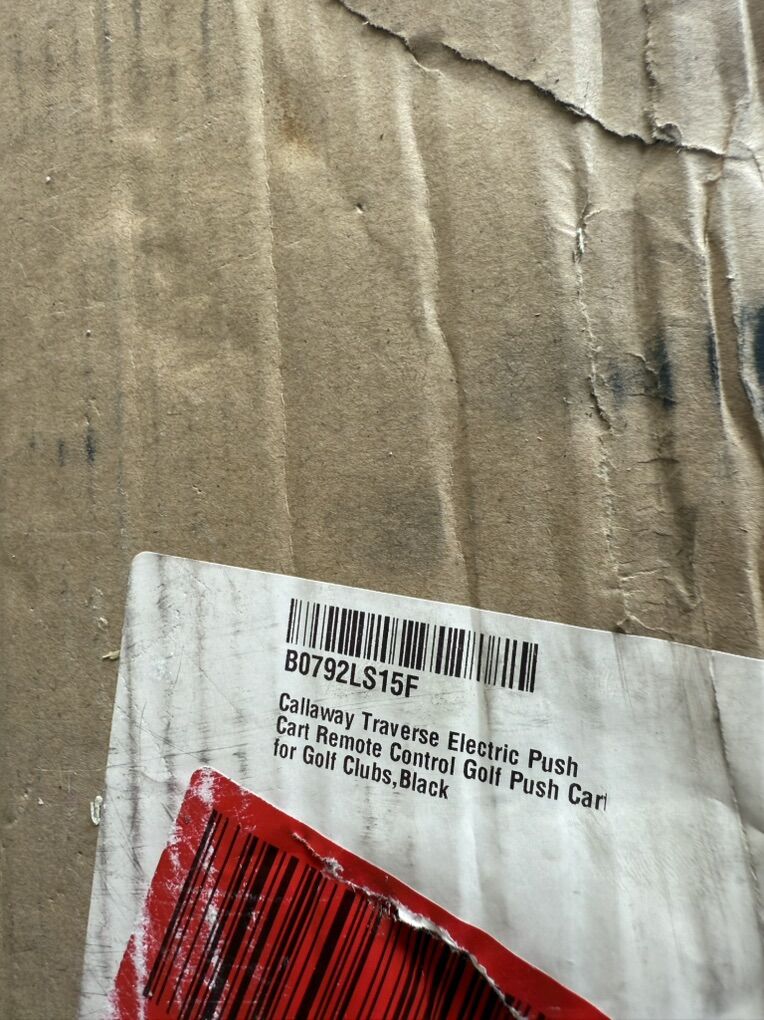 B0792LS15F
Callaway Traverse Electric Push
Cart Remote Control Golf Push Cart
for Golf Clubs,Black